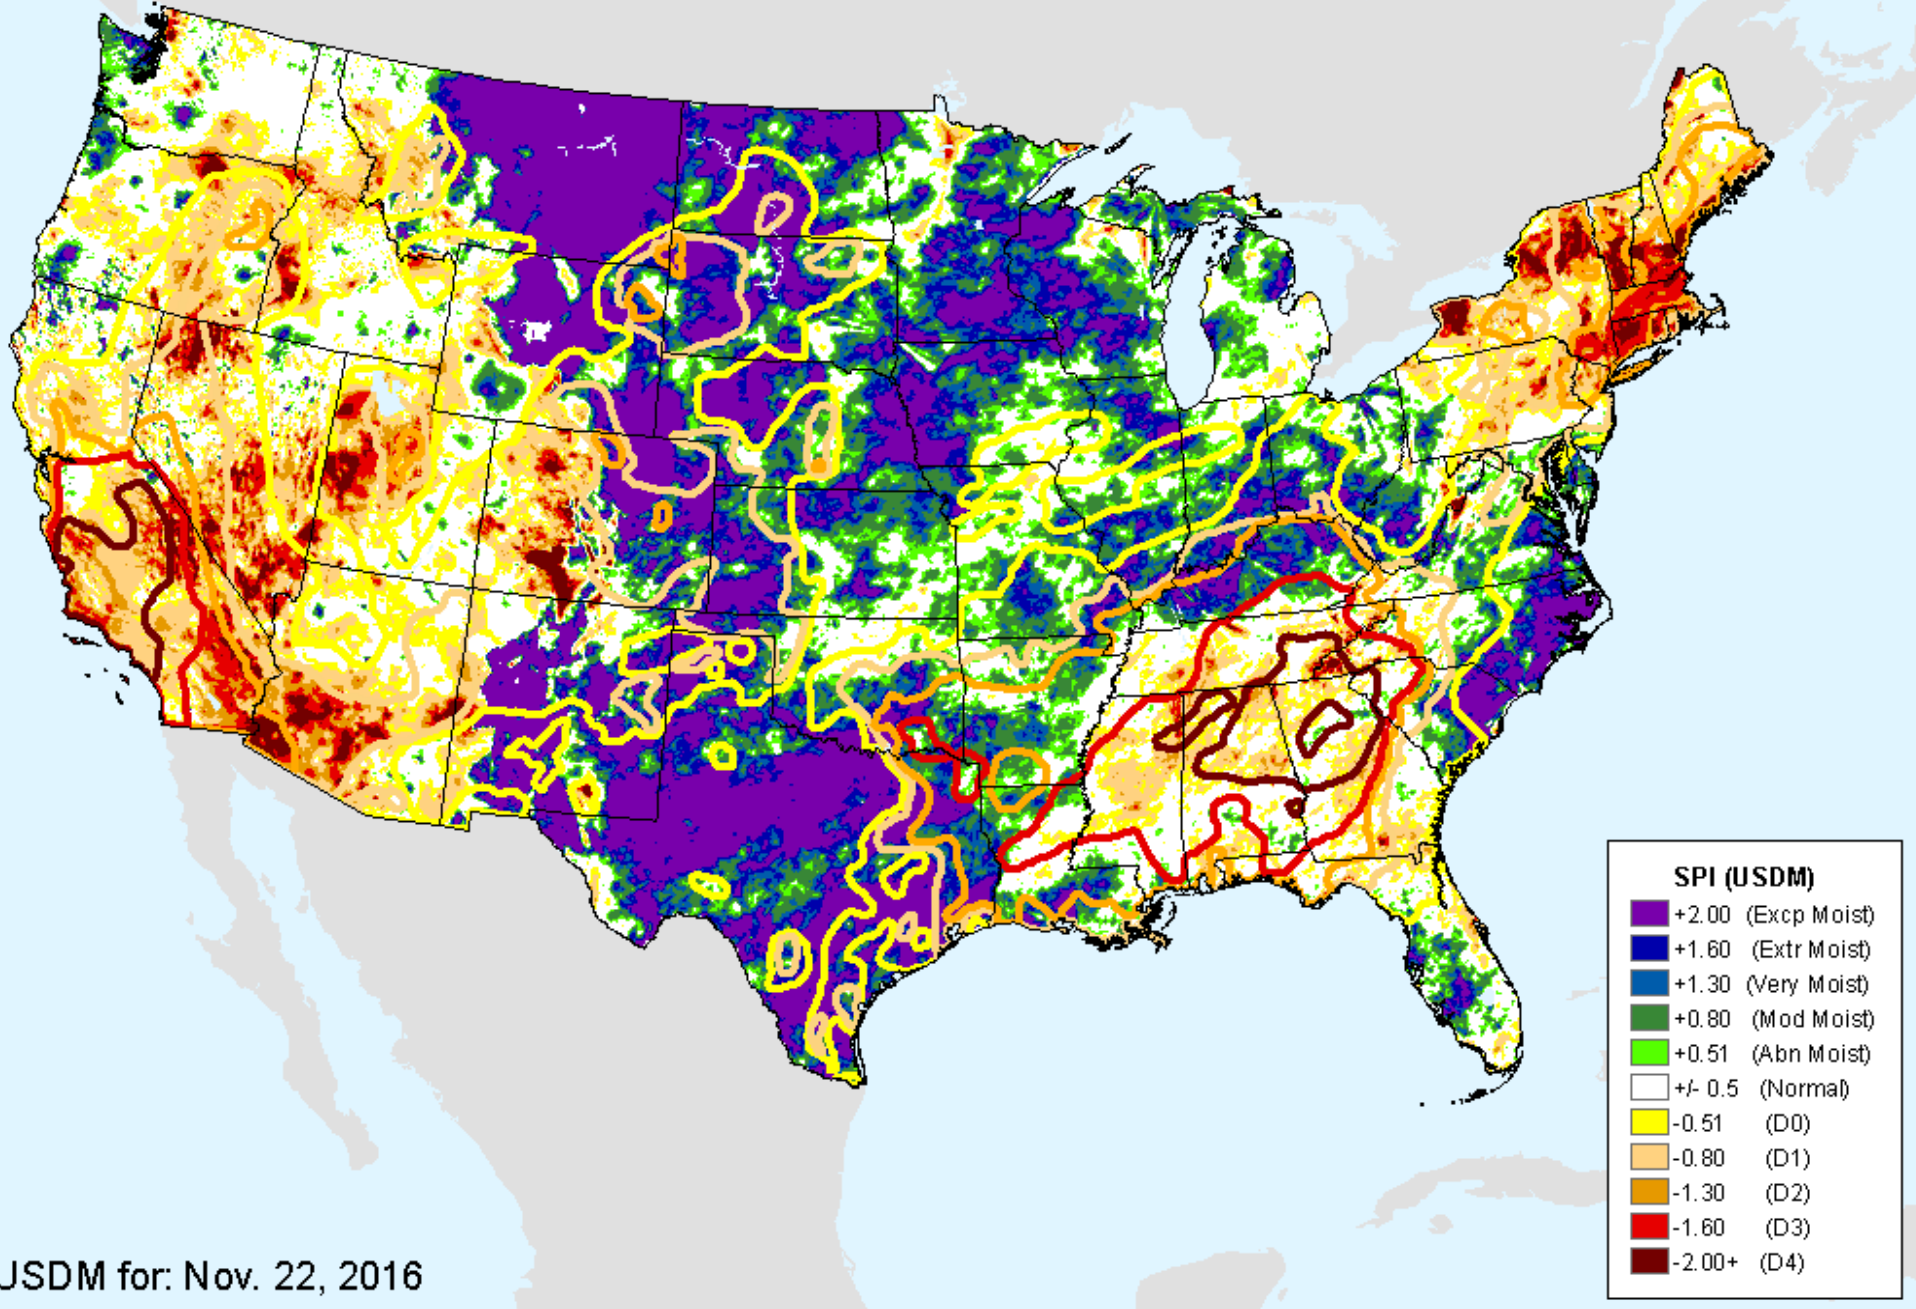 SPI (USDM)
+2.00 (Excp Moist)
+1.60 (Extr Moist)
+1.30 (Very Moist)
+0.80 (Mod Moist)
+0.51 (Abn Moist)
+/- 0.5 (Normal)
-0.51 (D0)
-0.80 (D1)
-1.30 (D2)
-1.60 (D3)
-2.00+ (D4)
USDM for: Nov. 22, 2016